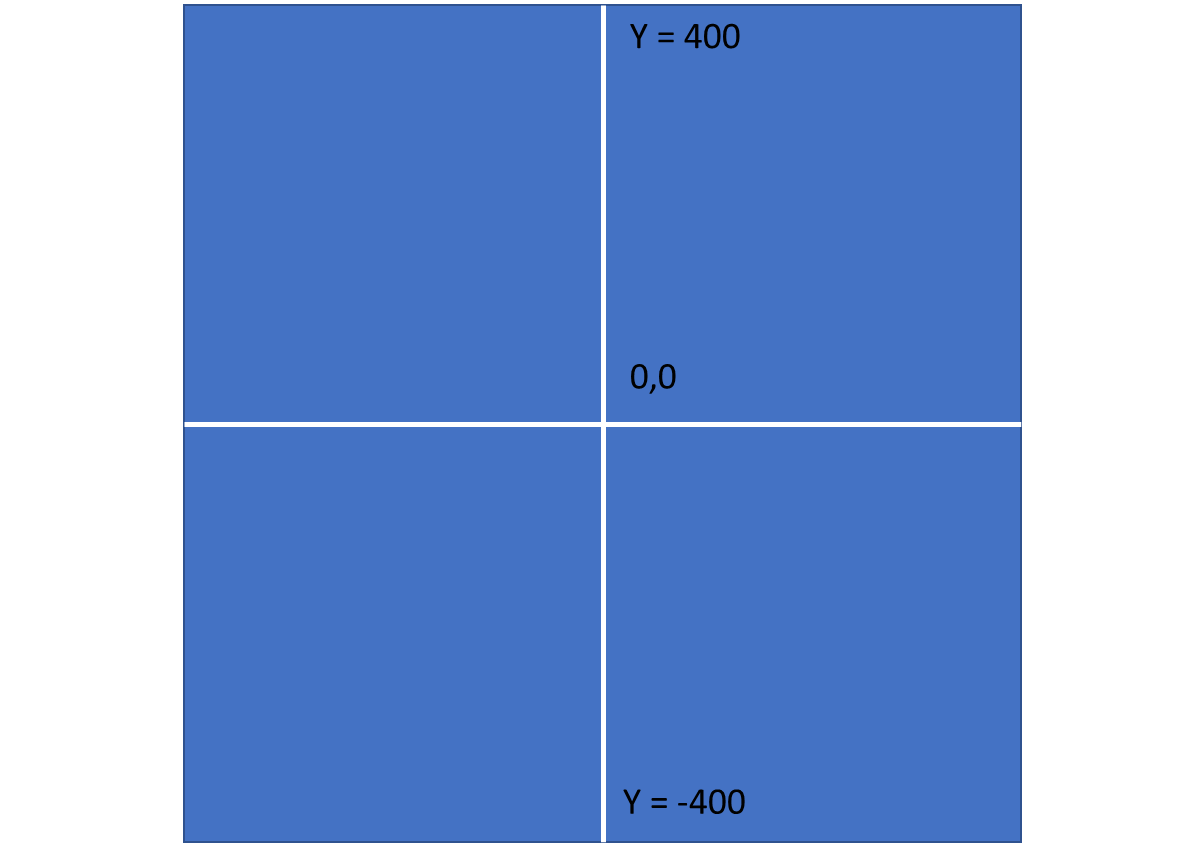 Y = 400
0,0
Y = -400